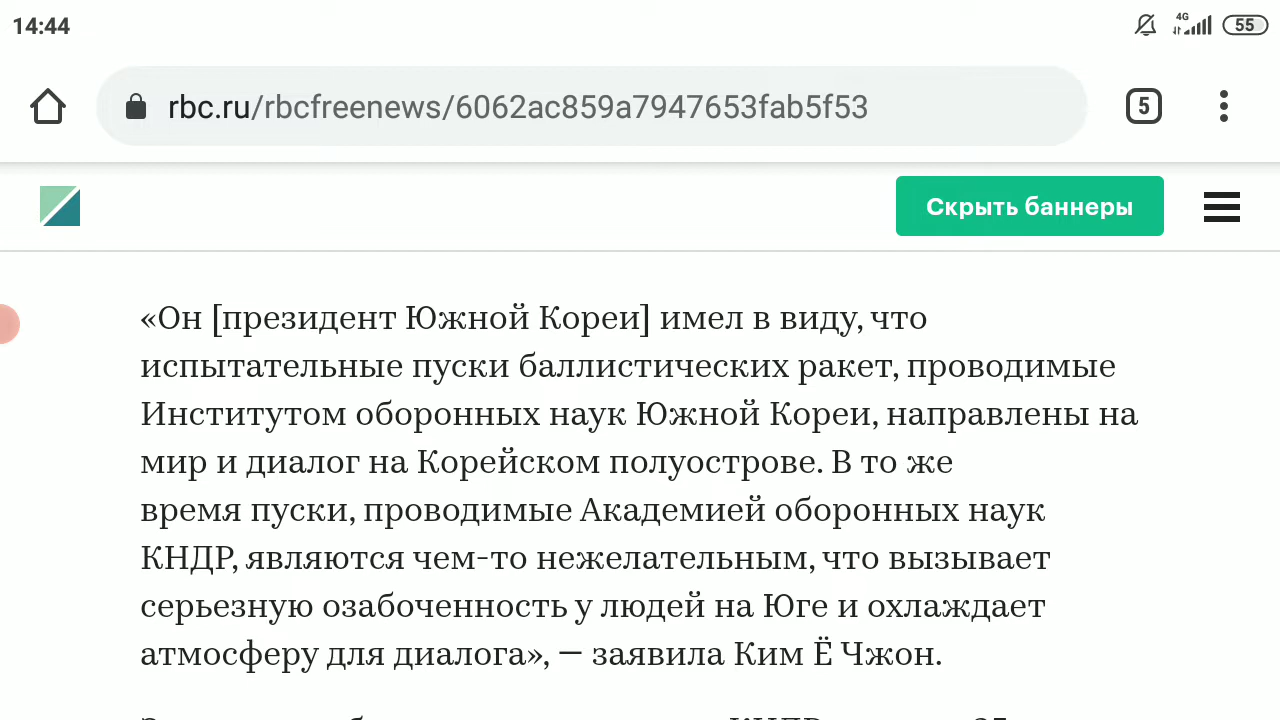 14:44
4G
55
rbc.ru/rbcfreenews/6062ac859a7947653fab5f53
5
Скрыть баннеры
«Он [президент Южной Кореи] имел в виду, что
испытательные пуски баллистических ракет, проводимые
Институтом оборонных наук Южной Кореи, направлены на
мир и диалог на Корейском полуострове. В то же
время пуски, проводимые Академией оборонных наук
КНДР, являются чем-то нежелательным, что вызывает
серьезную озабоченность у людей на Юге и охлаждает
атмосферу для диалога», — заявила Ким Ё Чжон.